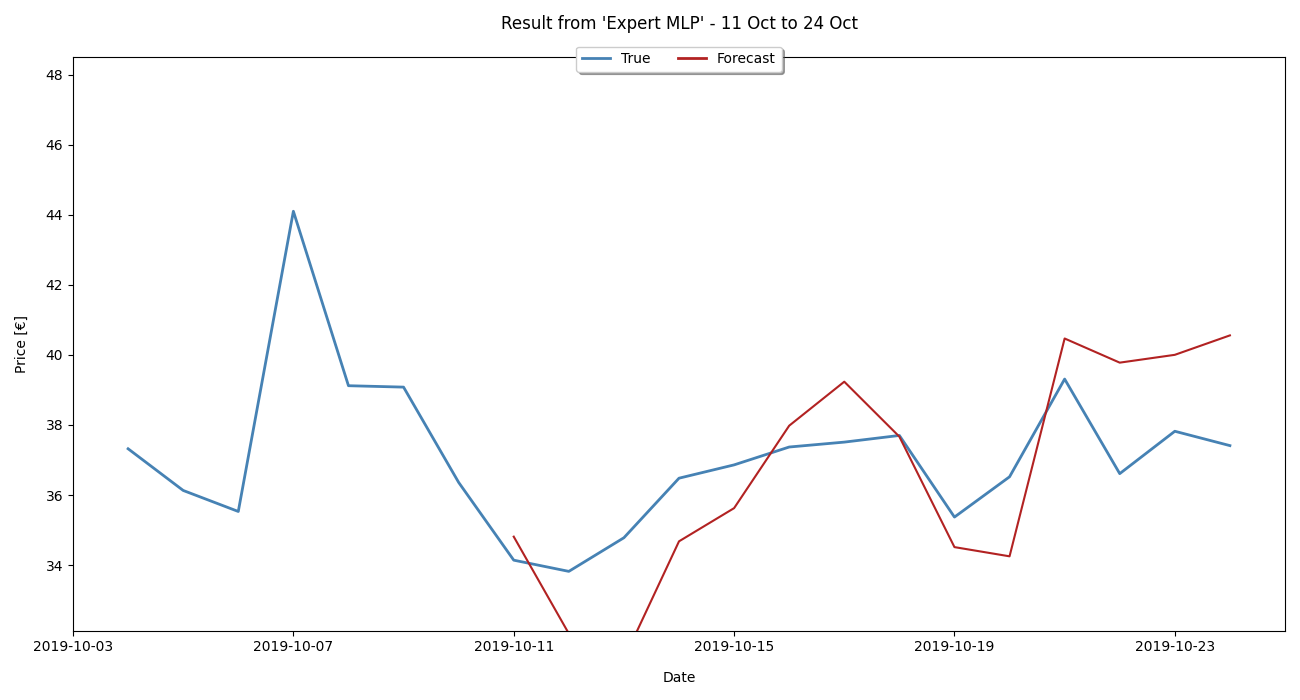 Result from 'Expert MLP' - 11 Oct to 24 Oct
True
Forecast
48
46
44
42
40
38
36
34
Price [€]
2019-10-03
2019-10-07
2019-10-11
2019-10-15
2019-10-19
2019-10-23
Date